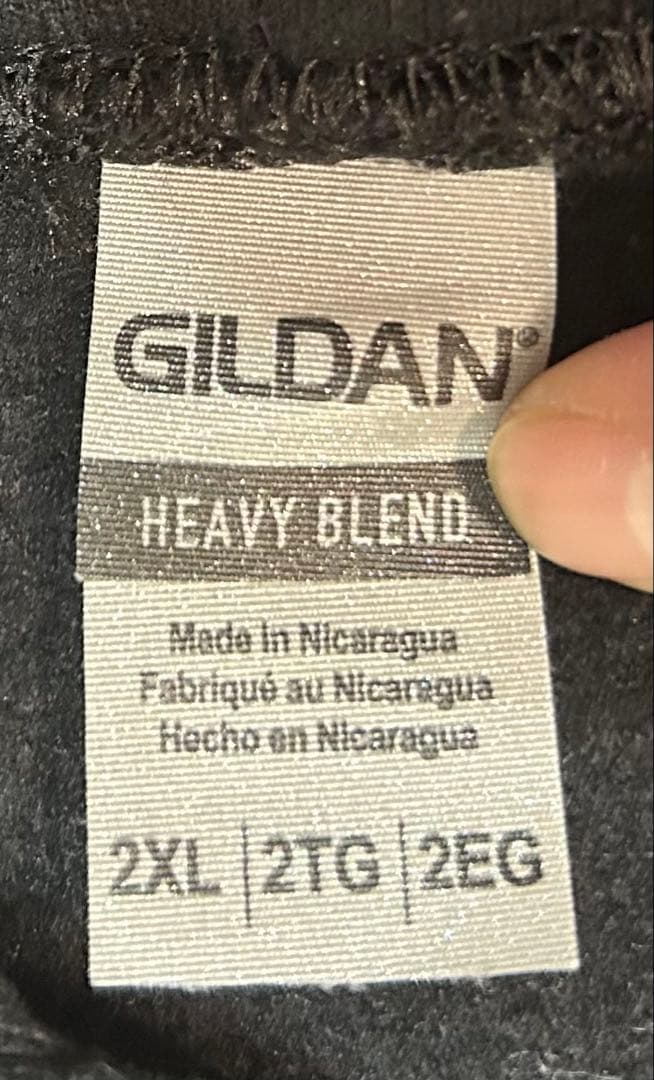 GILDAN®
HEAVY BLEND
Made in Nicaragua
Fabriqué au Nicaragua
Hecho en Nicaragua
2XL | 2TG | 2EG